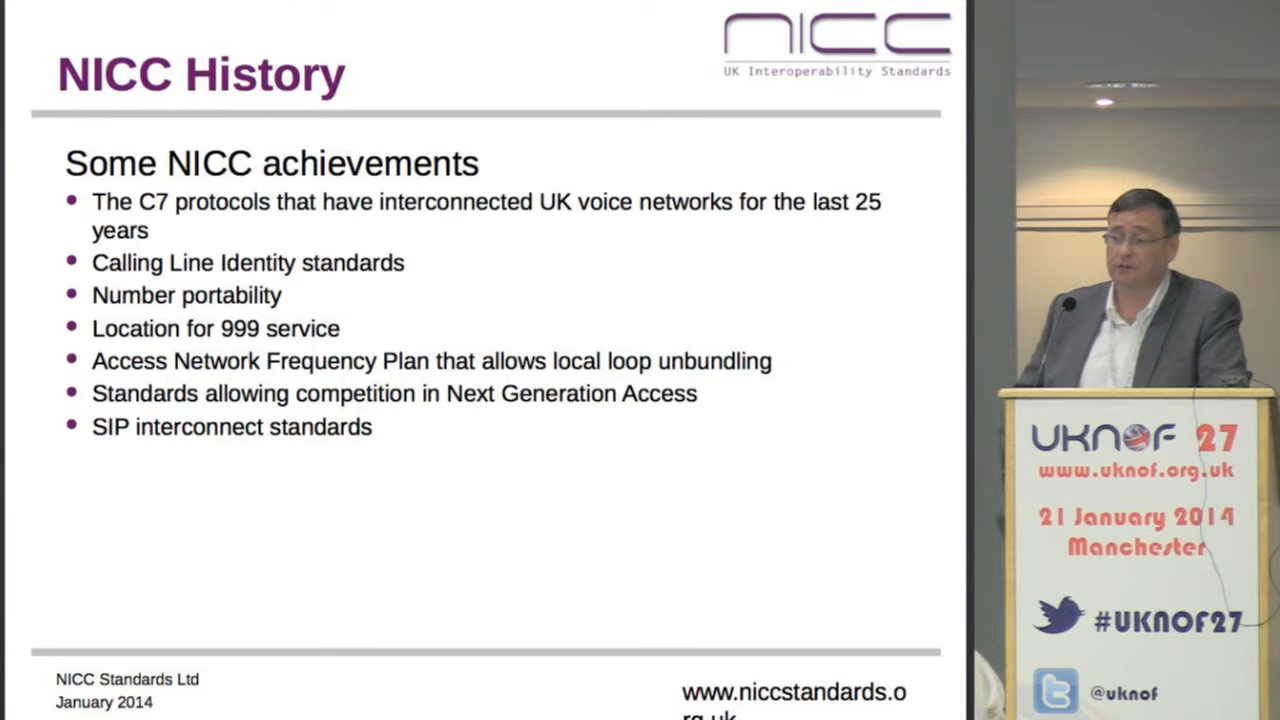 nicc
UK Interoperability Standards
NICC History
Some NICC achievements
• The C7 protocols that have interconnected UK voice networks for the last 25
years
• Calling Line Identity standards
• Number portability
• Location for 999 service
• Access Network Frequency Plan that allows local loop unbundling
• Standards allowing competition in Next Generation Access
• SIP interconnect standards
NICC Standards Ltd
January 2014
www.niccstandards.o
rg.uk
UKNOF 27
www.uknof.org.uk
21 January 2014
Manchester
#UKNOF27
@uknof